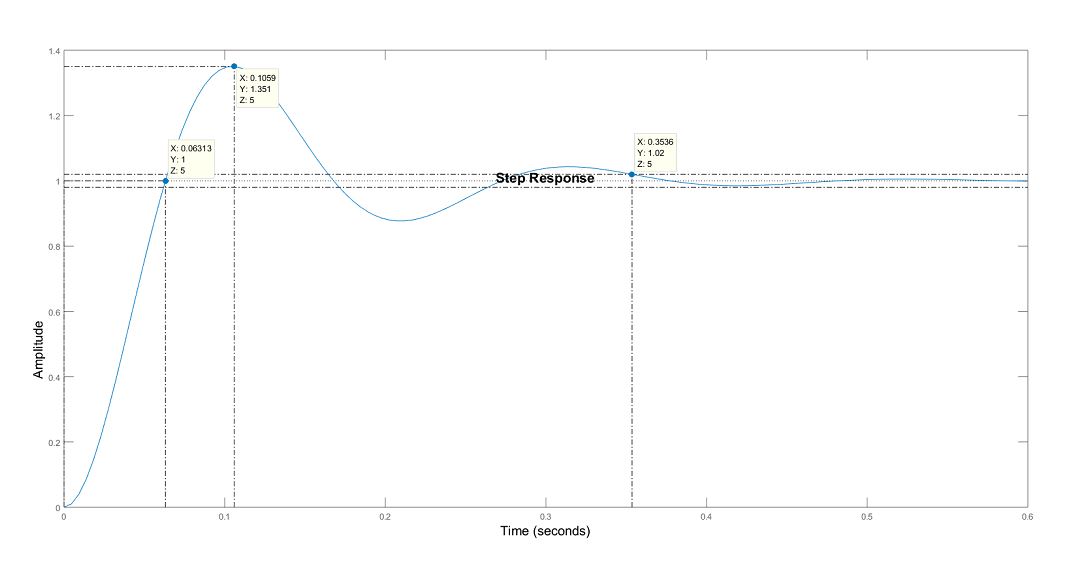 1.4
X: 0.1059
Y: 1.351
Z: 5
1.2
X: 0.06313
Y: 1
Z: 5
X: 0.3536
Y: 1.02
Z: 5
Step Response
1
0.8
0.6
Amplitude
0.4
0.2
0
0 0.1 0.2 0.3 0.4 0.5 0.6
Time (seconds)